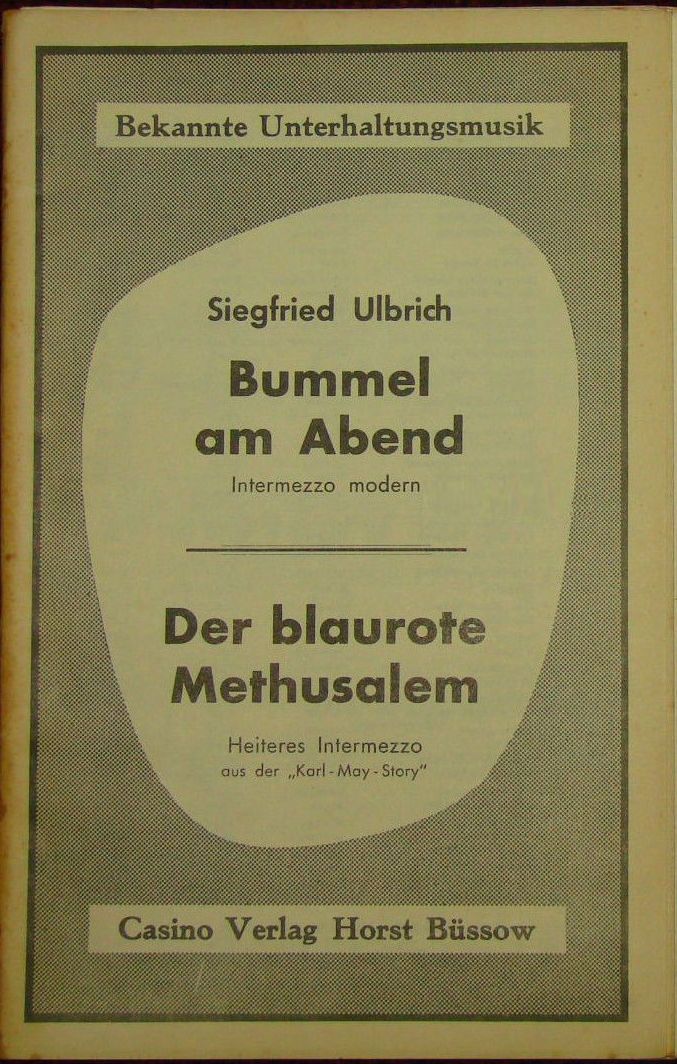 Bekannte Unterhaltungsmusik
Siegfried Ulbrich
Bummel
am Abend
Intermezzo modern
Der blaurote
Methusalem
Heiteres Intermezzo
aus der „Karl-May-Story"
Casino Verlag Horst Büssow